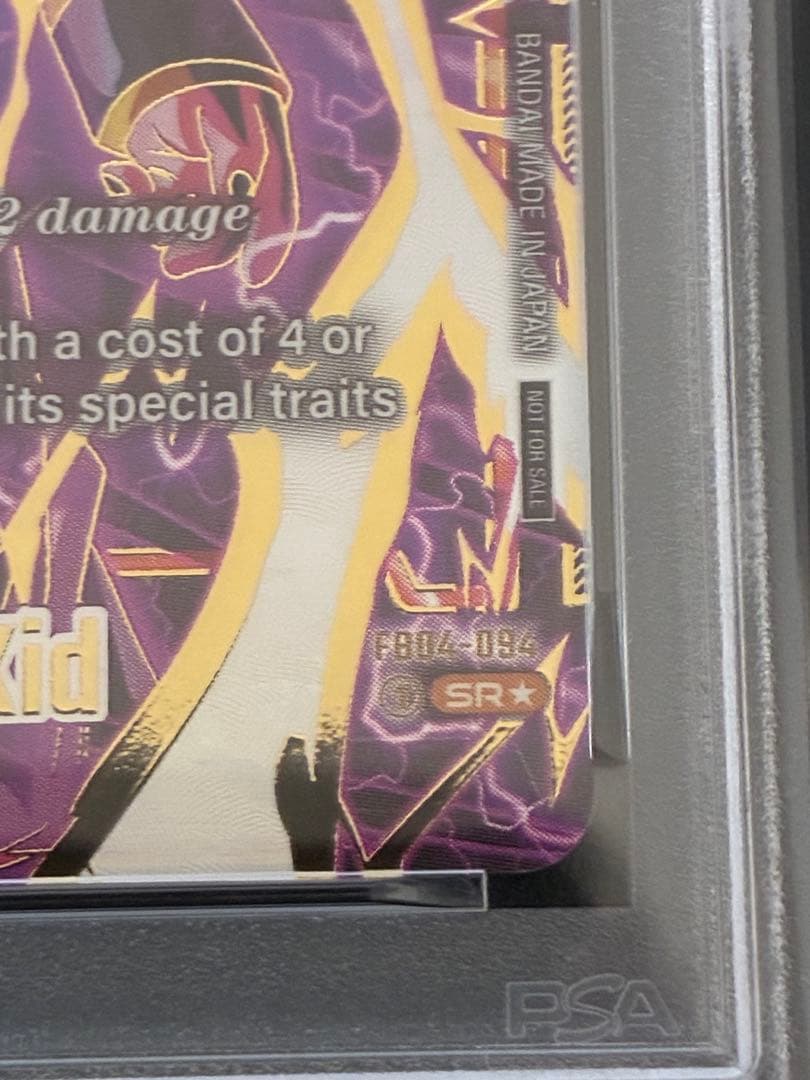 2 damage
th a cost of 4 or
its special traits
BANDAI MADE IN JAPAN
NOT FOR SALE
Kid
FB04-094
SR★
PSA